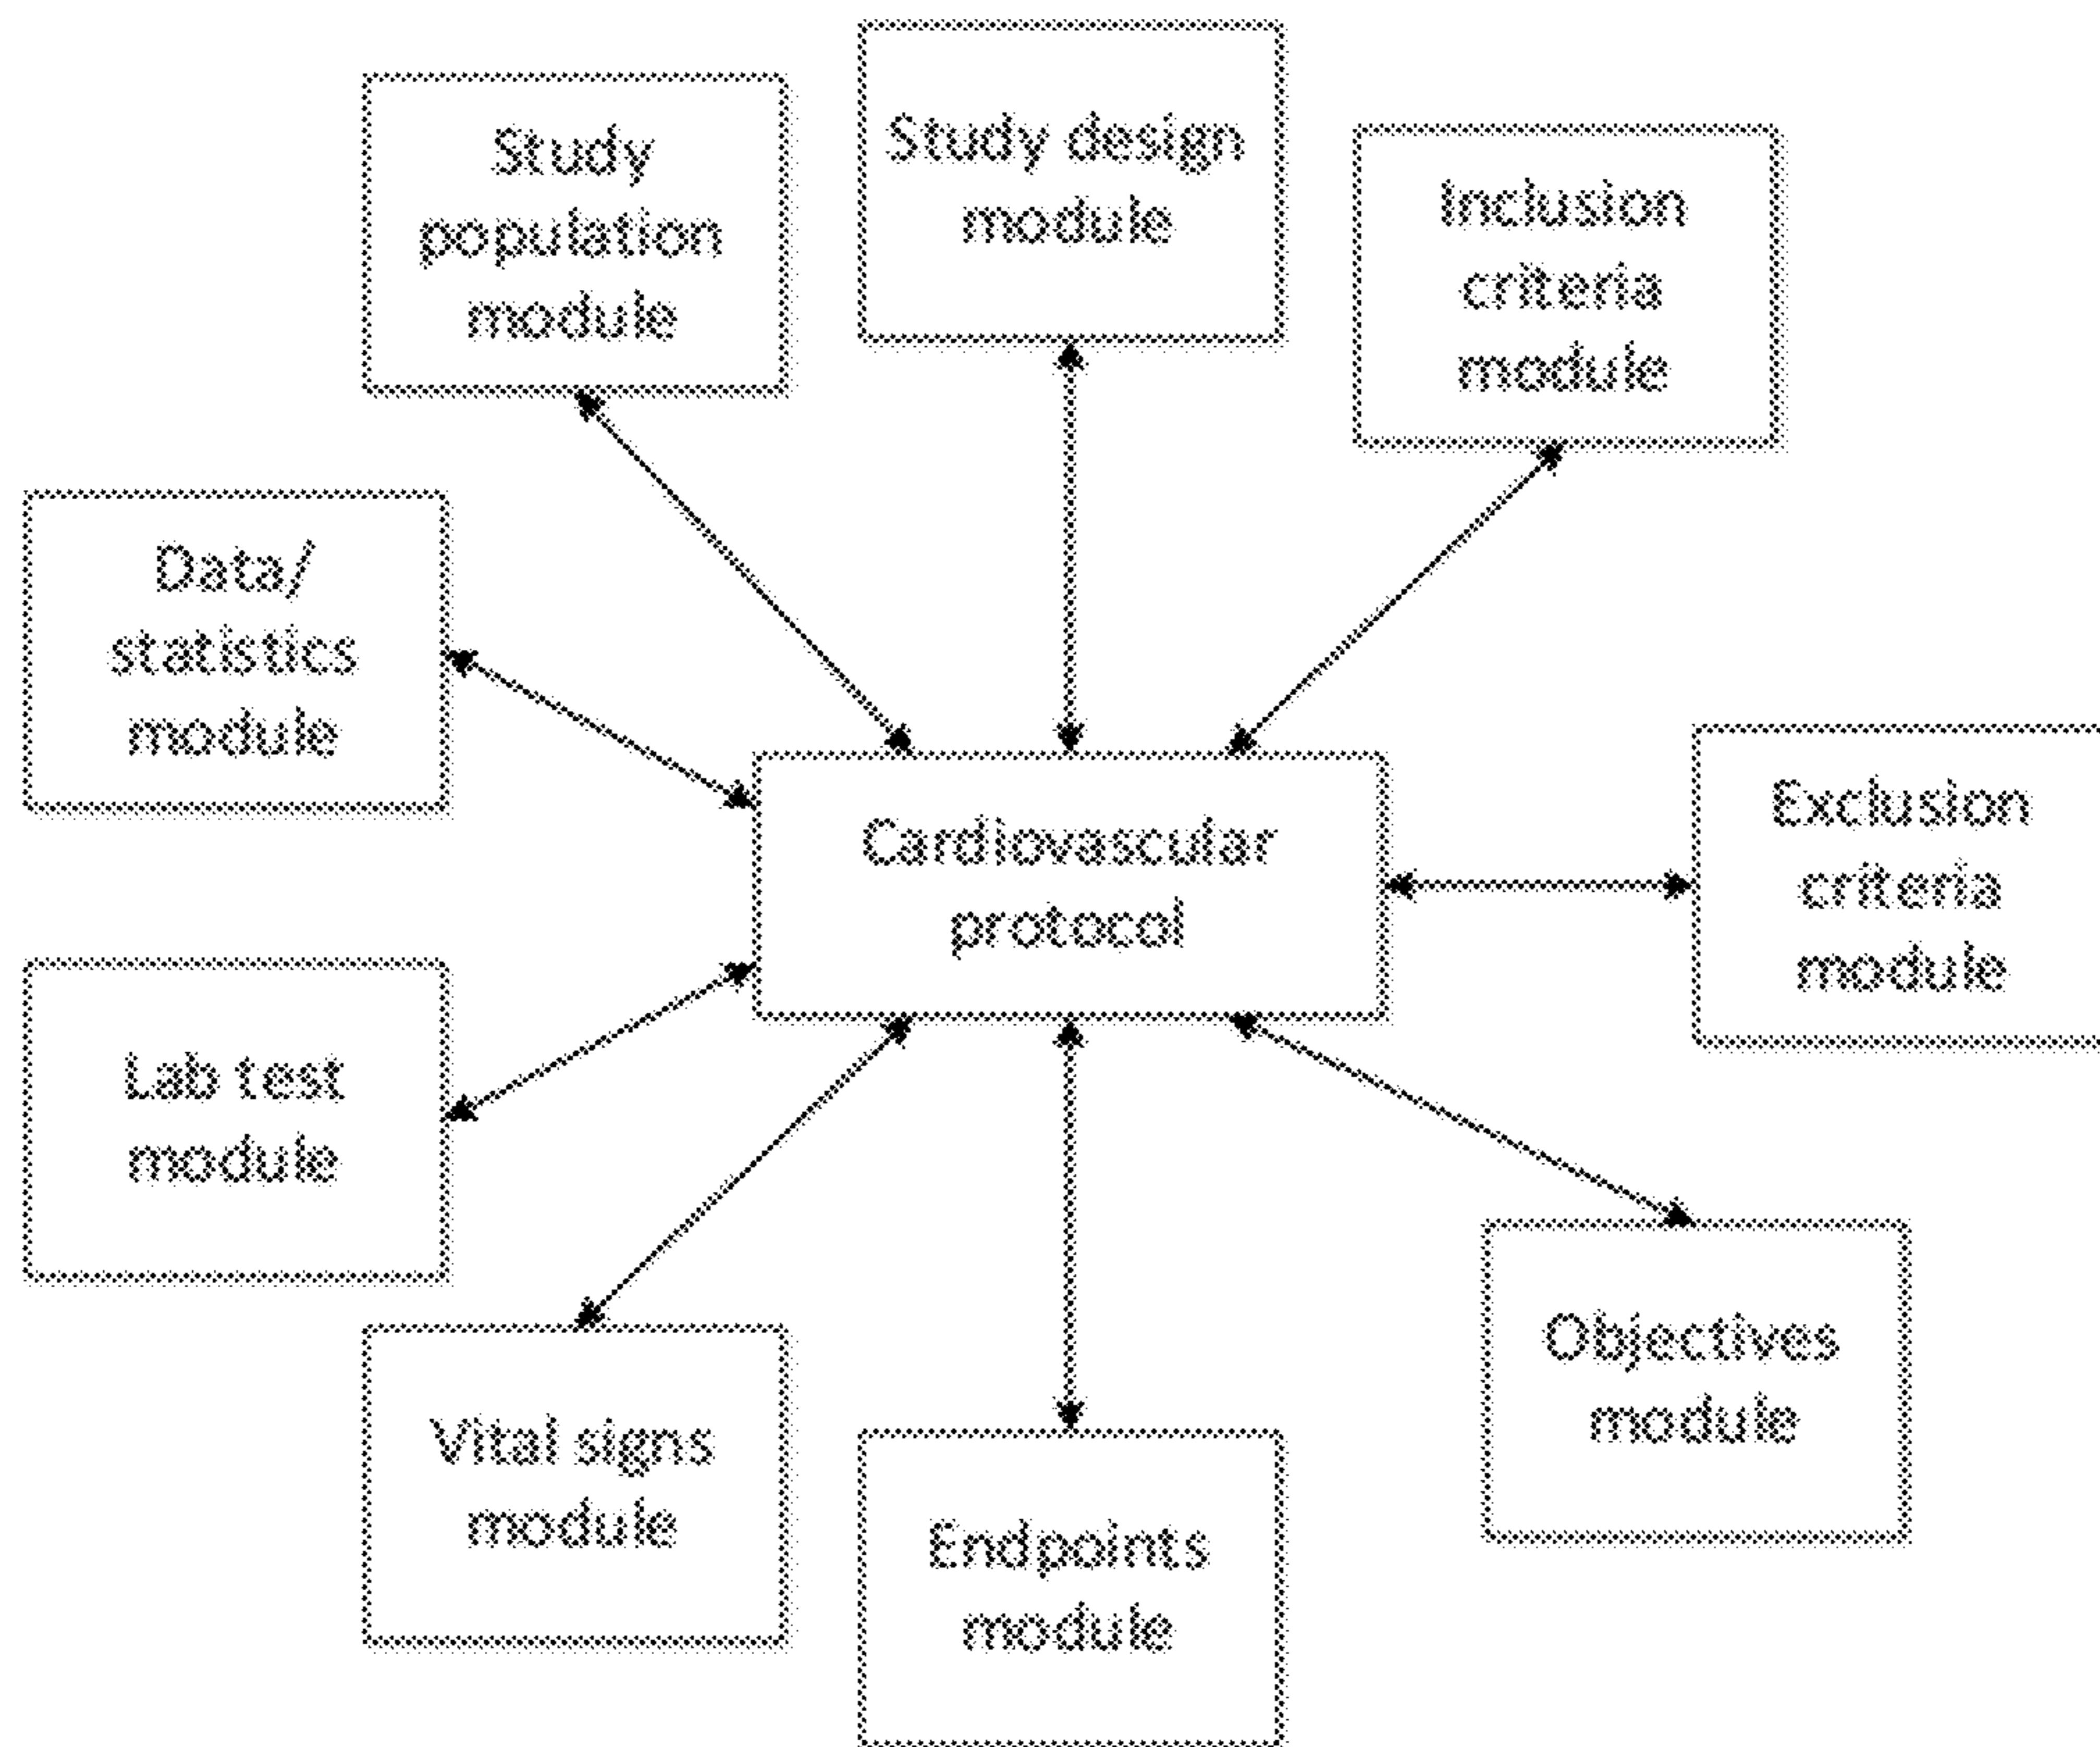 Study
population
module
Study design
module
Inclusion
criteria
module
Data/
statistics
module
Cardiovascular
protocol
Exclusion
criteria
module
Lab test
module
Objectives
module
Vital signs
module
Endpoints
module